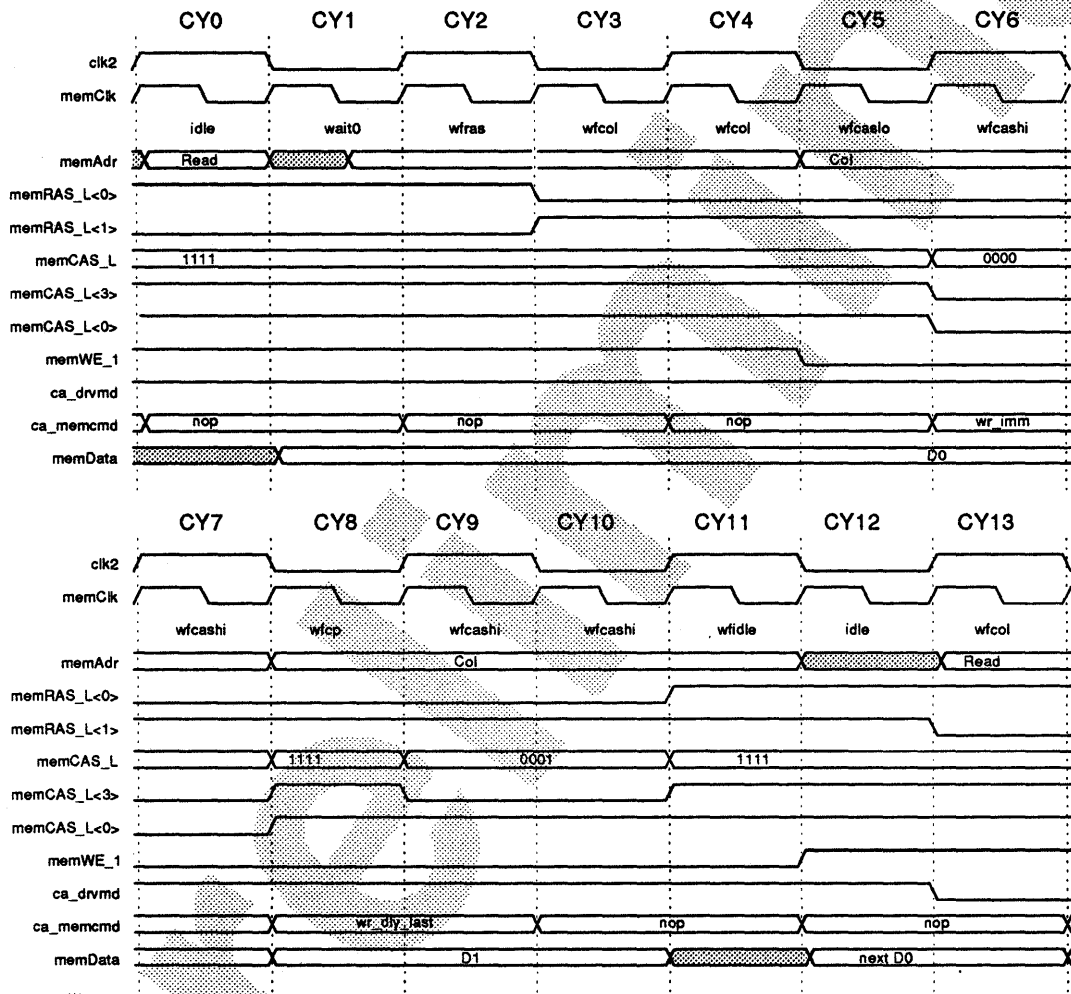 CY0 CY1 CY2 CY3 CY4 CY5 CY6
clk2
memClk
idle wait0 wfras wfcol wfcol wfcaslo wfcashi
memAdr Read Col
memRAS_L<0>
memRAS_L<1>
memCAS_L 1111 0000
memCAS_L<3>
memCAS_L<0>
memWE_1
ca_drvmd
ca_memcmd nop nop nop wr_imm
memData D0
CY7 CY8 CY9 CY10 CY11 CY12 CY13
clk2
memClk
wfcashi wfcp wfcashi wfcashi wfidle idle wfcol
memAdr Col Read
memRAS_L<0>
memRAS_L<1>
memCAS_L 1111 0001 1111
memCAS_L<3>
memCAS_L<0>
memWE_1
ca_drvmd
ca_memcmd wr_dly_last nop nop
memData D1 next D0